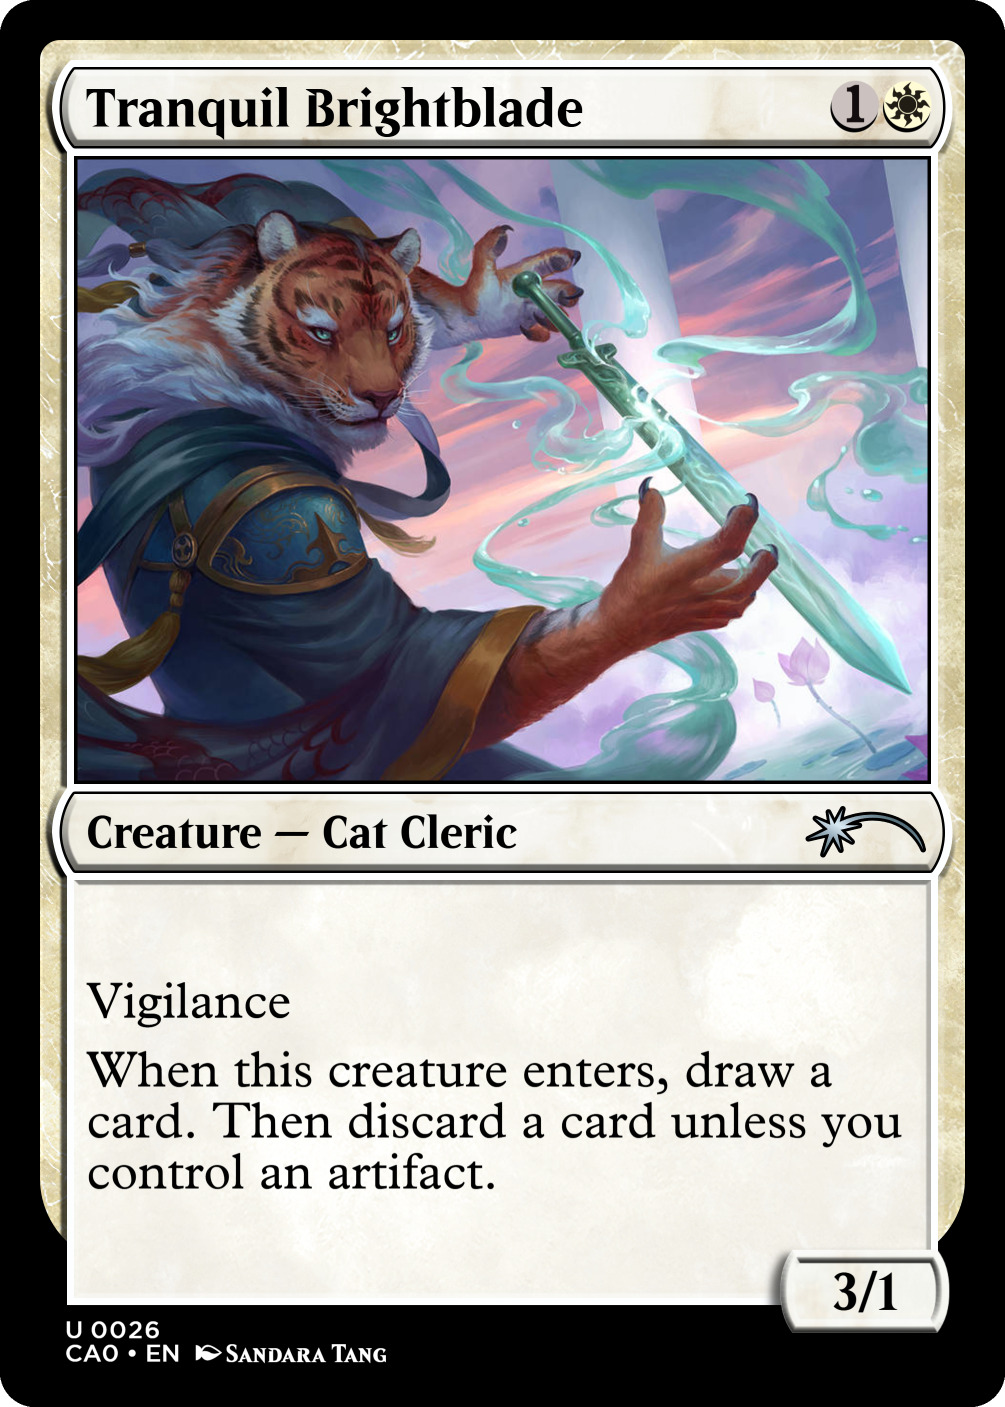 Tranquil Brightblade 1
Creature — Cat Cleric
Vigilance
When this creature enters, draw a
card. Then discard a card unless you
control an artifact.
3/1
U 0026
CAO • EN SANDARA TANG